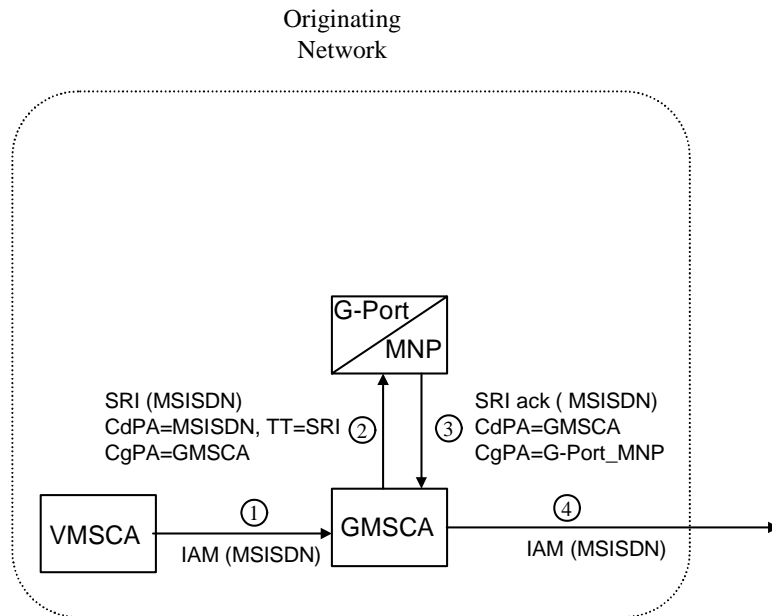 Originating
Network
G-Port
MNP
SRI (MSISDN)
CdPA=MSISDN, TT=SRI
CgPA=GMSCA
2
3
SRI ack ( MSISDN)
CdPA=GMSCA
CgPA=G-Port_MNP
VMSCA
1
IAM (MSISDN)
GMSCA
4
IAM (MSISDN)